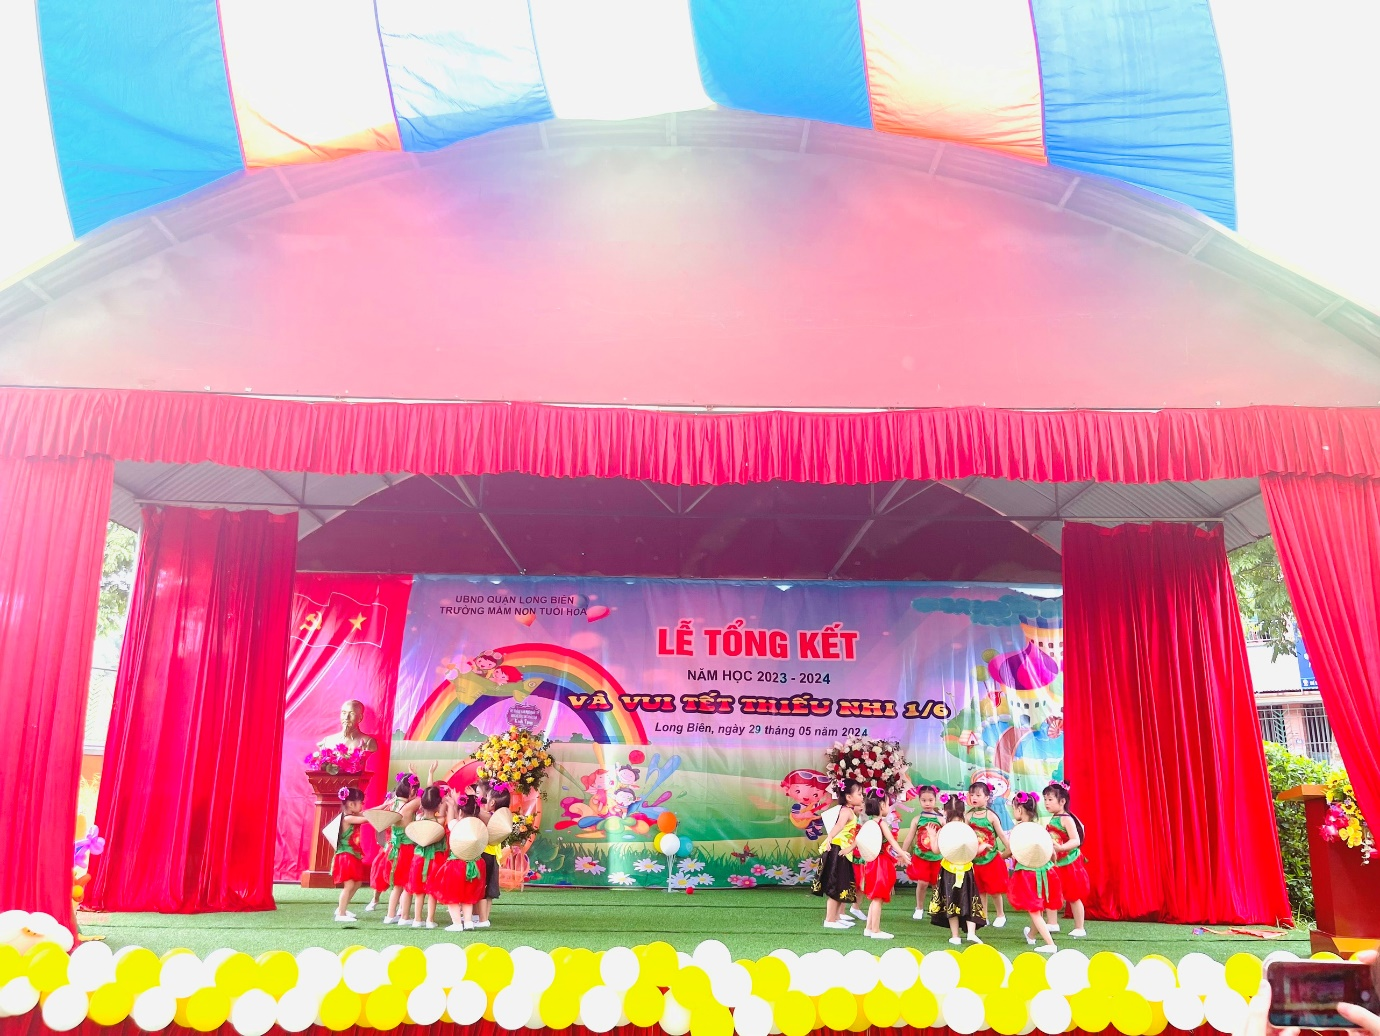 UBND QUẬN LONG BIÊN
TRƯỜNG MẦM NON TUỔI HOA
LỄ TỔNG KẾT
NĂM HỌC 2023 - 2024
VÀ VUI TẾT THIẾU NHI 1/6
Long Biên, ngày 29 tháng 05 năm 2024